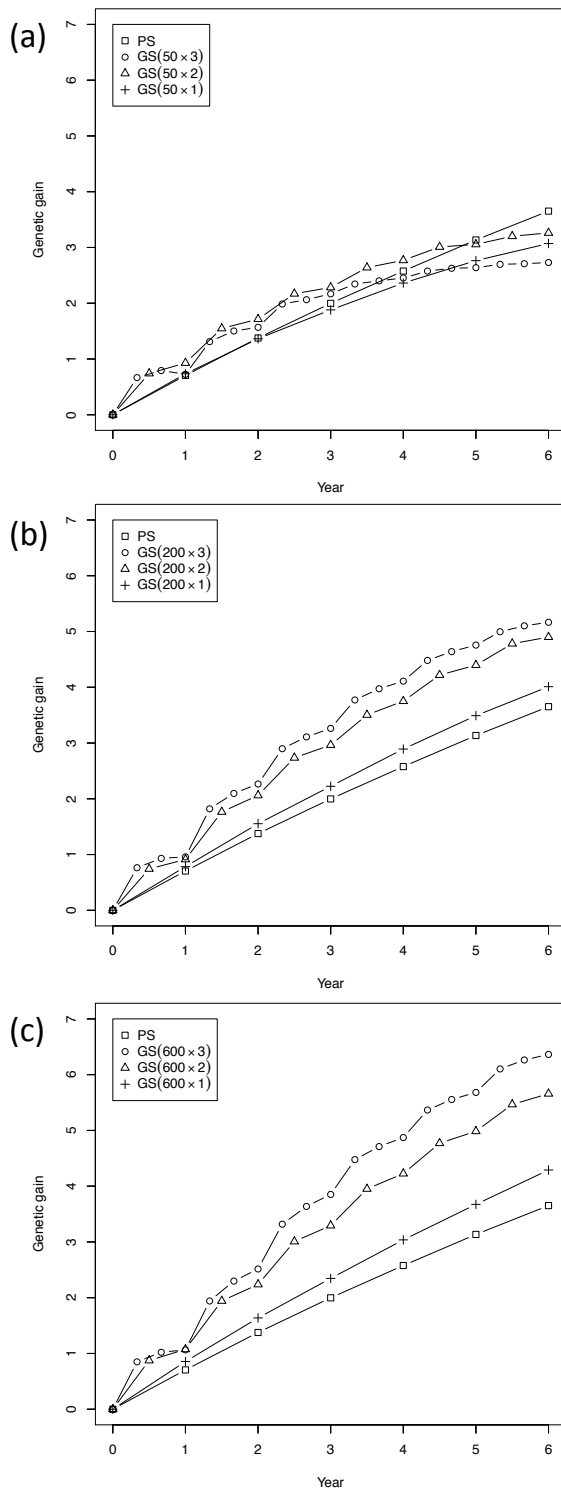 (a)
7
6
5
4
3
2
1
0
Genetic gain
PS
GS(50×3)
GS(50×2)
GS(50×1)
0 1 2 3 4 5 6
Year
(b)
7
6
5
4
3
2
1
0
Genetic gain
PS
GS(200×3)
GS(200×2)
GS(200×1)
0 1 2 3 4 5 6
Year
(c)
7
6
5
4
3
2
1
0
Genetic gain
PS
GS(600×3)
GS(600×2)
GS(600×1)
0 1 2 3 4 5 6
Year